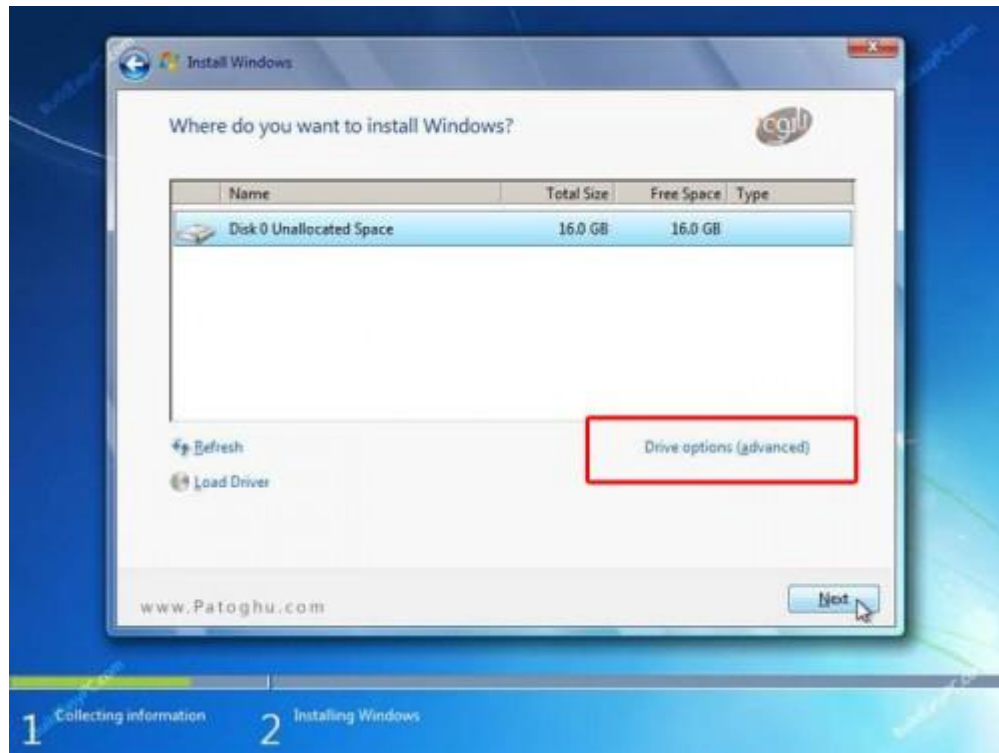 Install Windows
Where do you want to install Windows?
Name Total Size Free Space Type
Disk 0 Unallocated Space 16.0 GB 16.0 GB
Refresh
Drive options (advanced)
Load Driver
www.Patoghu.com
Next
1 Collecting information
2 Installing Windows